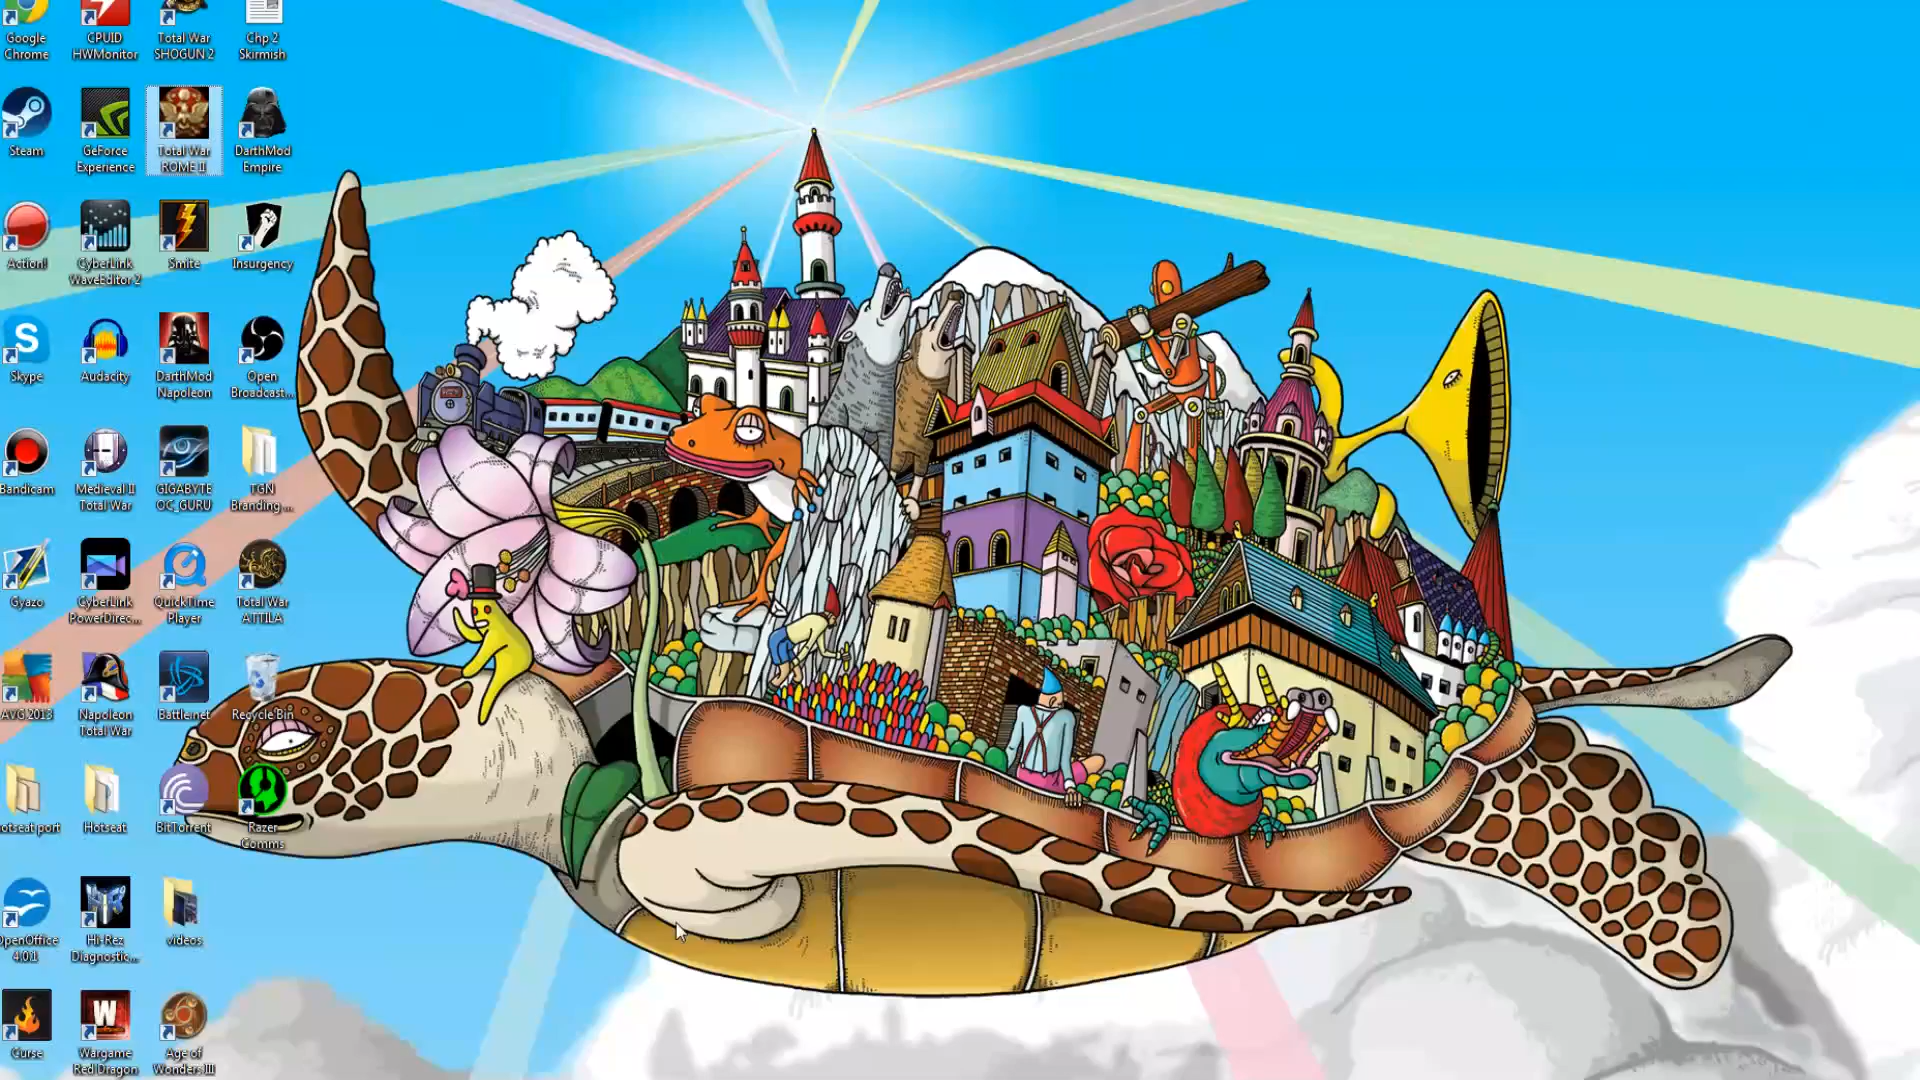 Google
Chrome
CPUID
HWMonitor
Total War
SHOGUN 2
Chp 2
Skirmish
Steam
GeForce
Experience
Total War
ROME II
DarthMod
Empire
Action!
CyberLink
WaveEditor 2
Smite
Insurgency
Skype
Audacity
DarthMod
Napoleon
Open
Broadcast...
Bandicam
Medieval II
Total War
GIGABYTE
OC_GURU
TGN
Branding ...
Gyazo
CyberLink
PowerDirec...
QuickTime
Player
Total War
ATTILA
AVG 2013
Napoleon
Total War
Battle.net
Recycle Bin
otseat port
Hotseat
BitTorrent
Razer
Comms
OpenOffice
4.0.1
Hi-Rez
Diagnostic...
videos
Curse
Wargame
Red Dragon
Age of
Wonders III